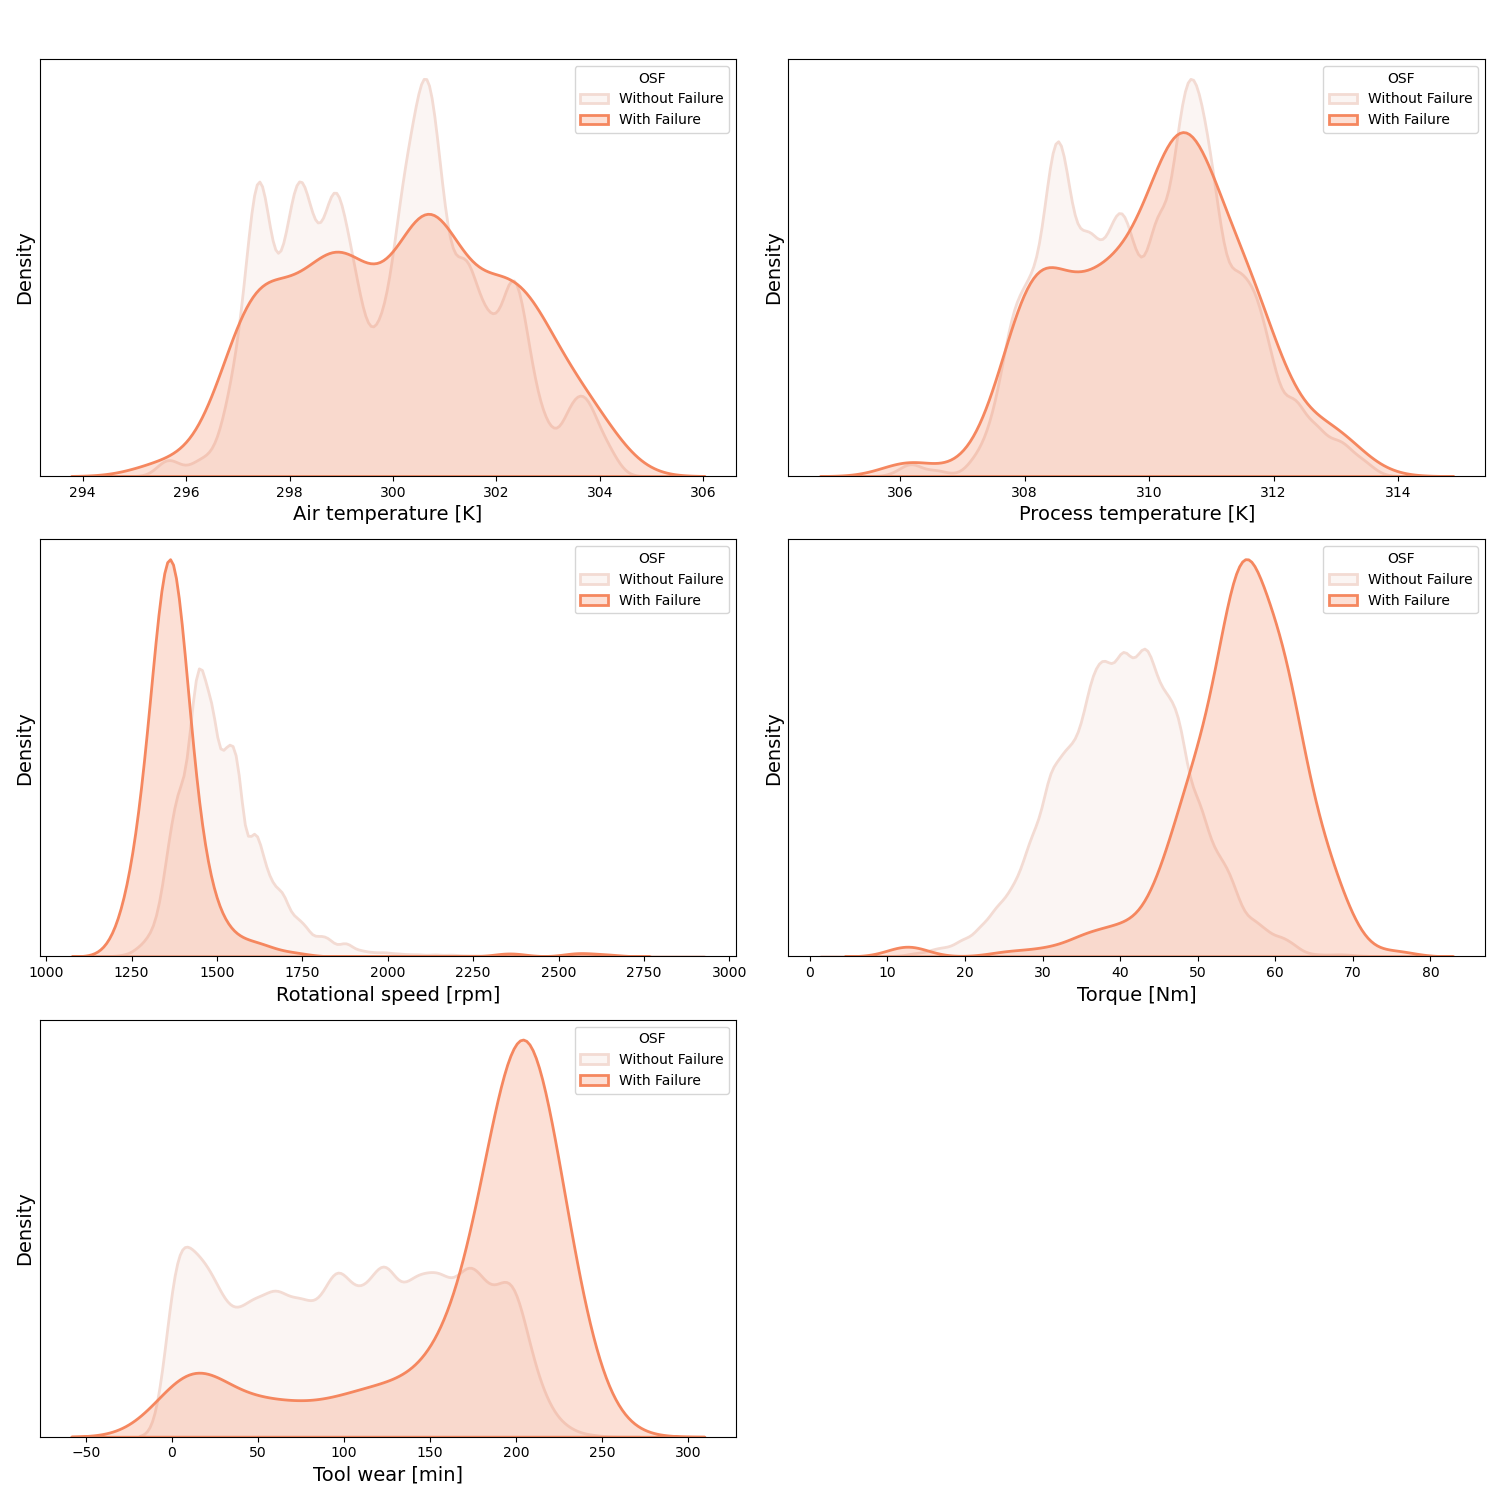 OSF
Without Failure
With Failure
Density
294 296 298 300 302 304 306
Air temperature [K]
OSF
Without Failure
With Failure
Density
306 308 310 312 314
Process temperature [K]
OSF
Without Failure
With Failure
Density
1000 1250 1500 1750 2000 2250 2500 2750 3000
Rotational speed [rpm]
OSF
Without Failure
With Failure
Density
0 10 20 30 40 50 60 70 80
Torque [Nm]
OSF
Without Failure
With Failure
Density
−50 0 50 100 150 200 250 300
Tool wear [min]